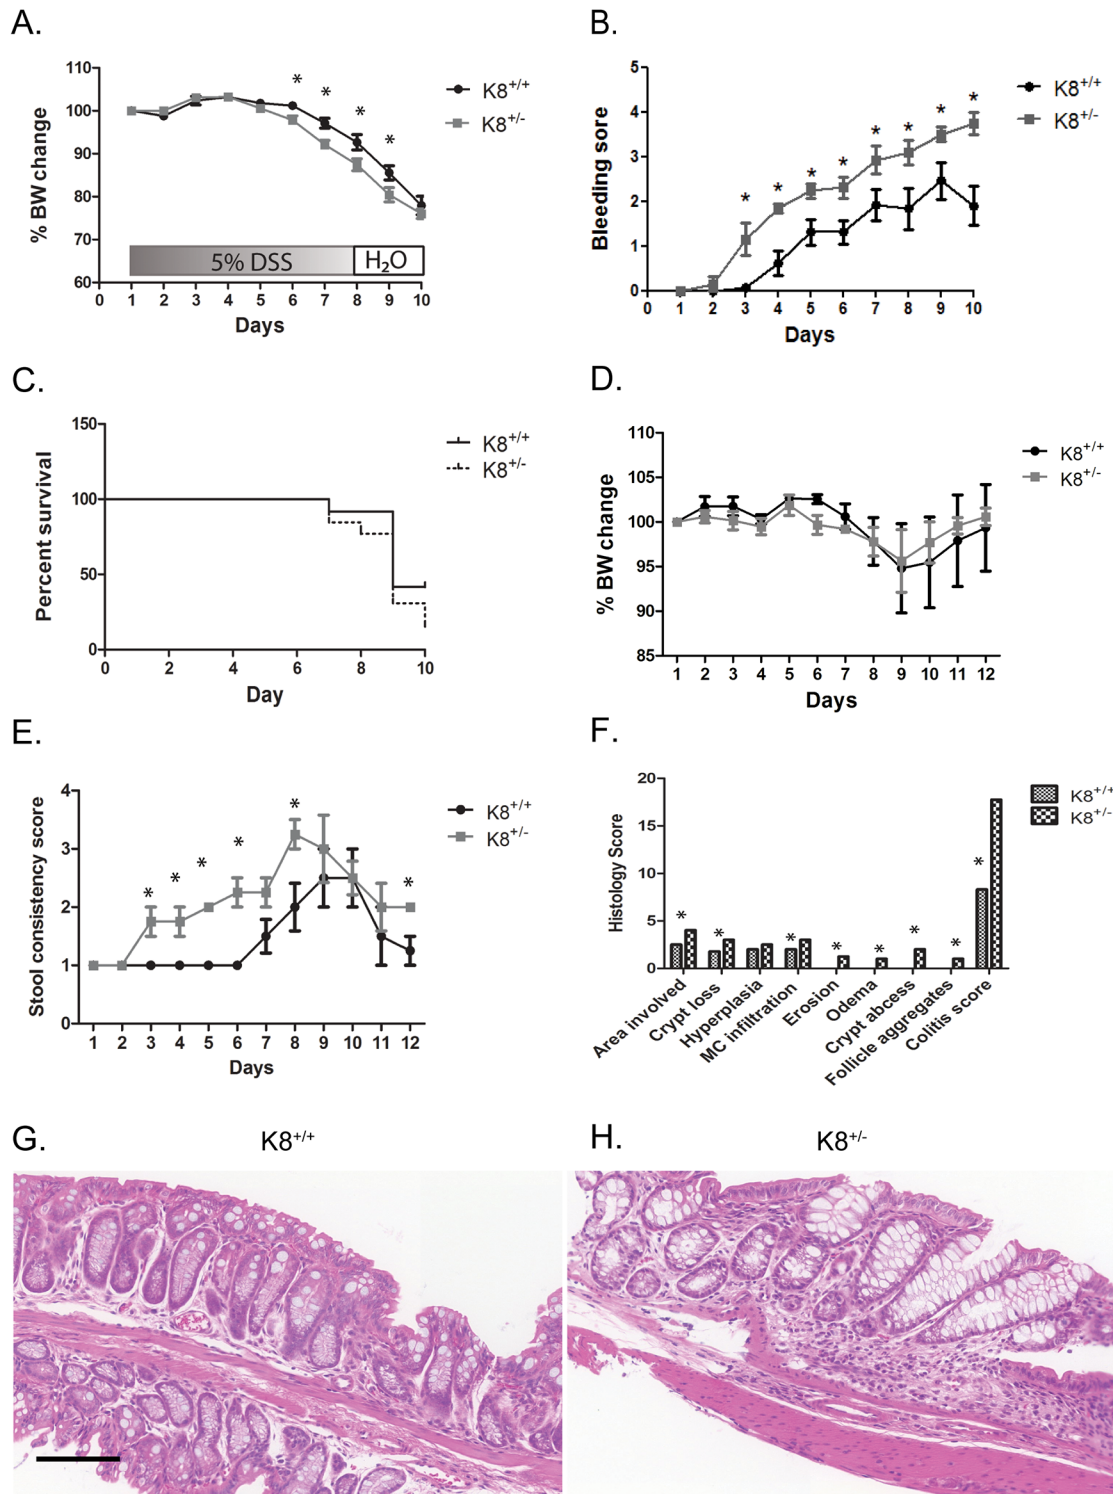 A.
% BW change
110
100
90
80
70
60
0 1 2 3 4 5 6 7 8 9 10
Days
* * * *
K8+/+
K8+/-
5% DSS
H₂O
B.
Bleeding sore
5
4
3
2
1
0
0 1 2 3 4 5 6 7 8 9 10
Days
* * * * * * * *
K8+/+
K8+/-
C.
Percent survival
150
100
50
0
0 2 4 6 8 10
Day
K8+/+
K8+/-
D.
% BW change
110
105
100
95
90
85
1 2 3 4 5 6 7 8 9 10 11 12
Days
K8+/+
K8+/-
E.
Stool consistency score
4
3
2
1
0
1 2 3 4 5 6 7 8 9 10 11 12
Days
* * * * * *
K8+/+
K8+/-
F.
Histology Score
20
15
10
5
0
* * * * * * * *
Area involved
Crypt loss
Hyperplasia
MC infiltration
Erosion
Odema
Crypt abcess
Follicle aggregates
Colitis score
K8+/+
K8+/-
G.
K8+/+
H.
K8+/-